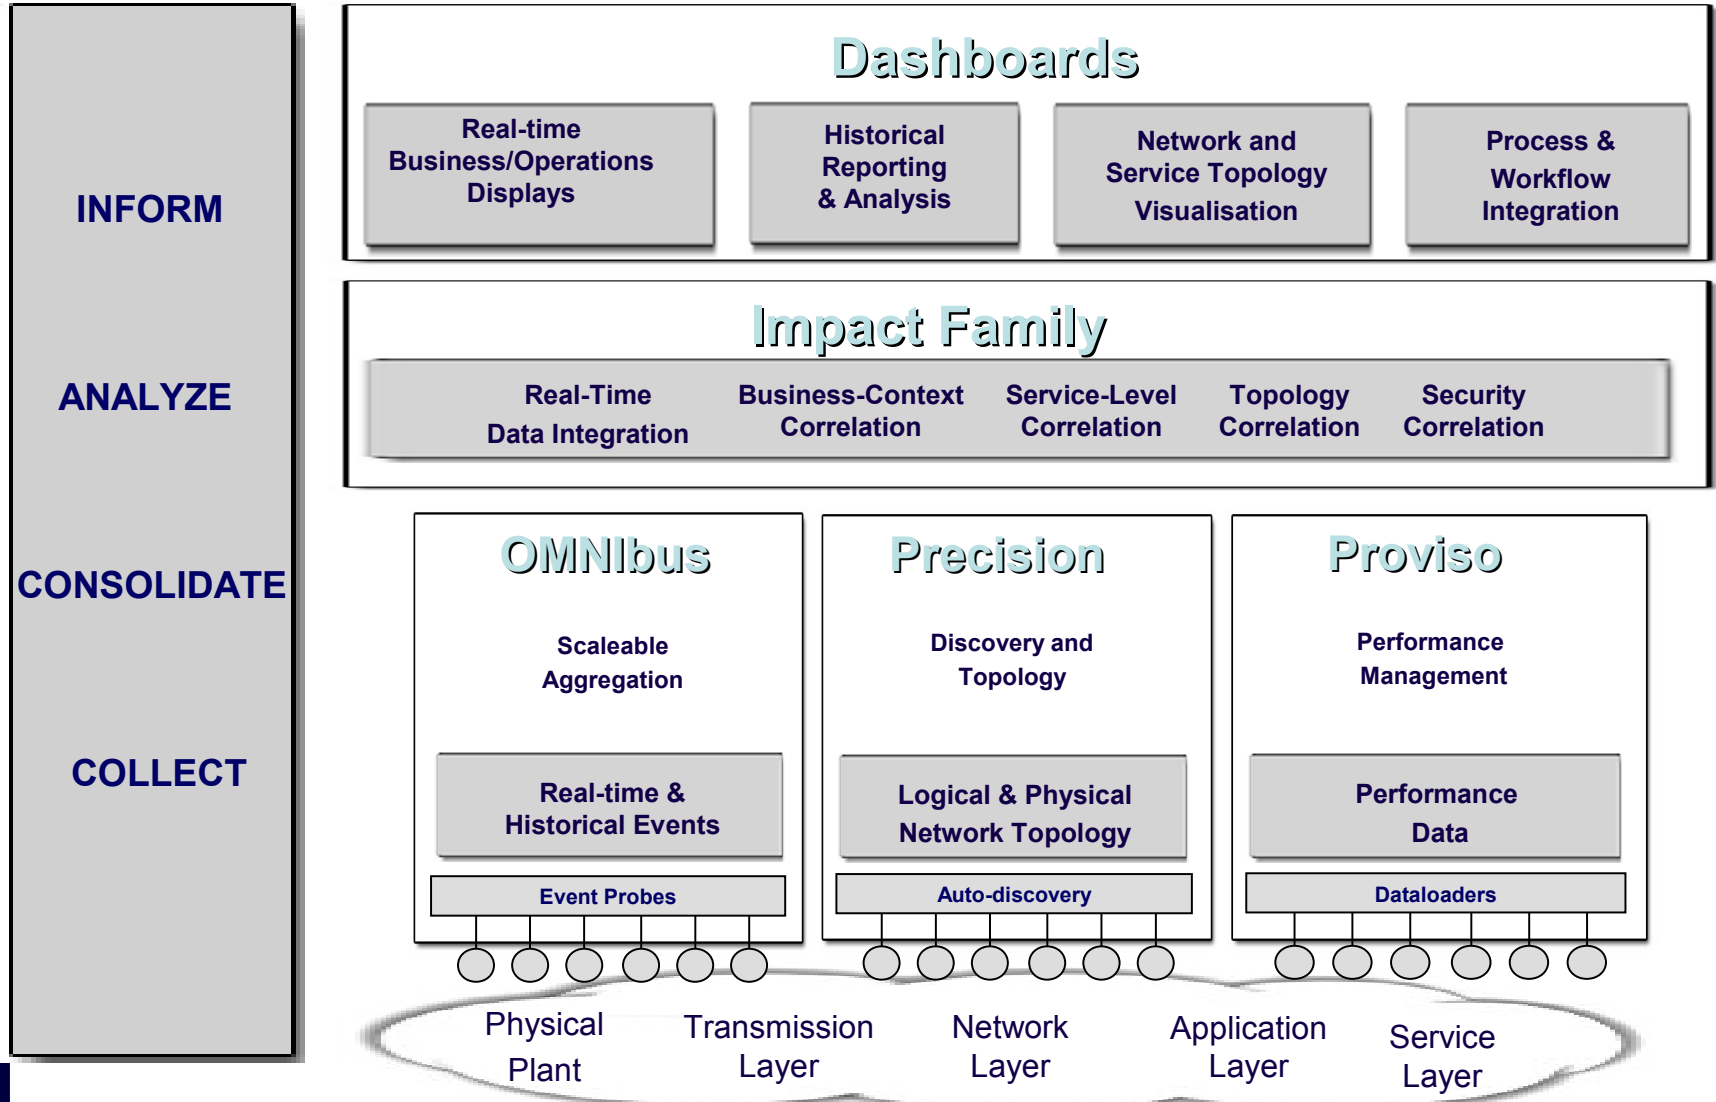 INFORM
ANALYZE
CONSOLIDATE
COLLECT
Dashboards
Real-time
Business/Operations
Displays
Historical
Reporting
& Analysis
Network and
Service Topology
Visualisation
Process &
Workflow
Integration
Impact Family
Real-Time
Data Integration
Business-Context
Correlation
Service-Level
Correlation
Topology
Correlation
Security
Correlation
OMNIbus
Scaleable
Aggregation
Real-time &
Historical Events
Event Probes
Precision
Discovery and
Topology
Logical & Physical
Network Topology
Auto-discovery
Proviso
Performance
Management
Performance
Data
Dataloaders
Physical
Plant
Transmission
Layer
Network
Layer
Application
Layer
Service
Layer